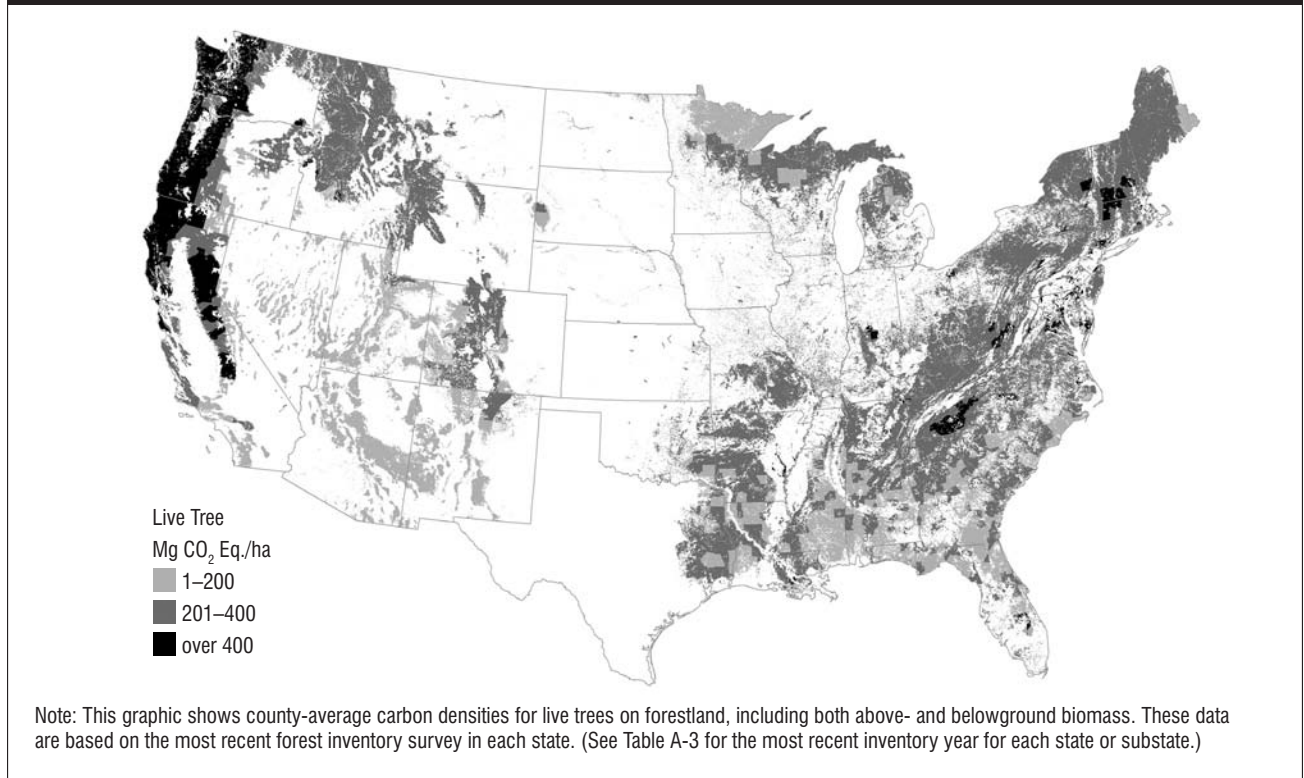 Live Tree
Mg CO₂ Eq./ha
1–200
201–400
over 400
Note: This graphic shows county-average carbon densities for live trees on forestland, including both above- and belowground biomass. These data
are based on the most recent forest inventory survey in each state. (See Table A-3 for the most recent inventory year for each state or substate.)